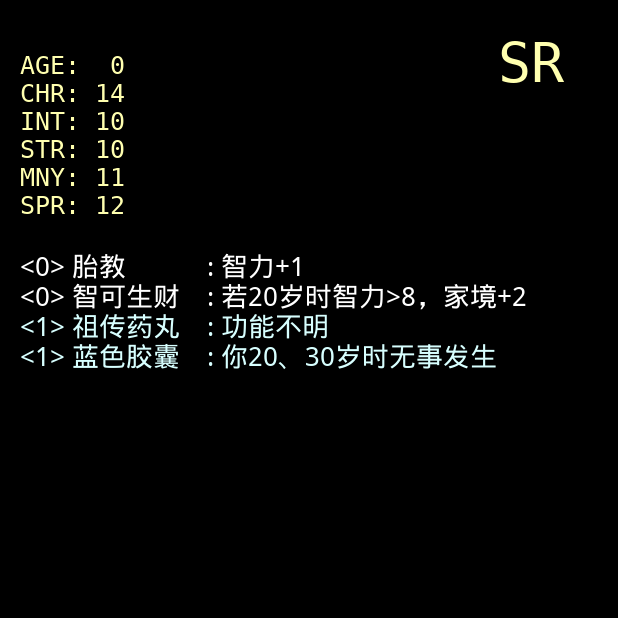 SR
AGE: 0
CHR: 14
INT: 10
STR: 10
MNY: 11
SPR: 12
<0> 胎教 : 智力+1
<0> 智可生财 : 若20岁时智力>8，家境+2
<1> 祖传药丸 : 功能不明
<1> 蓝色胶囊 : 你20、30岁时无事发生